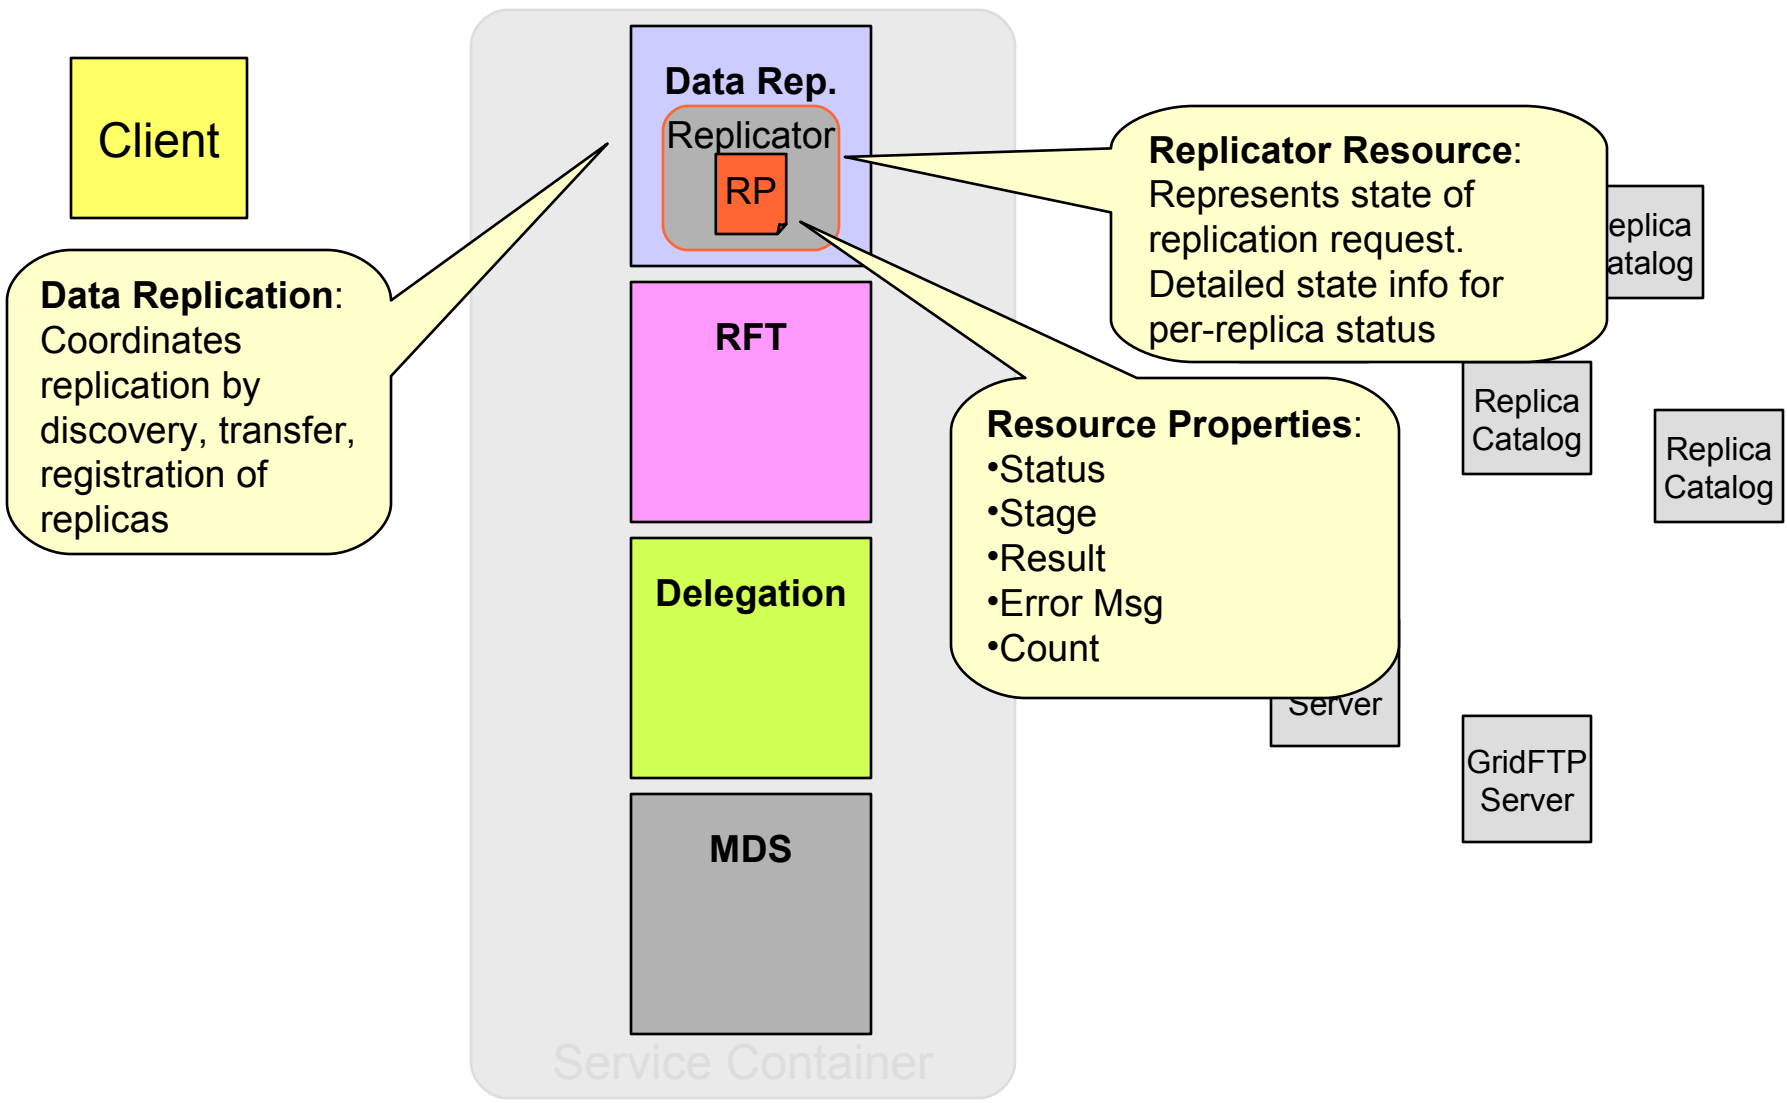 Client
Data Rep.
Replicator
RP
Data Replication:
Coordinates
replication by
discovery, transfer,
registration of
replicas
Replicator Resource:
Represents state of
replication request.
Detailed state info for
per-replica status
eplica
atalog
RFT
Replica
Catalog
Replica
Catalog
Resource Properties:
•Status
•Stage
•Result
•Error Msg
•Count
Delegation
Server
GridFTP
Server
MDS
Service Container